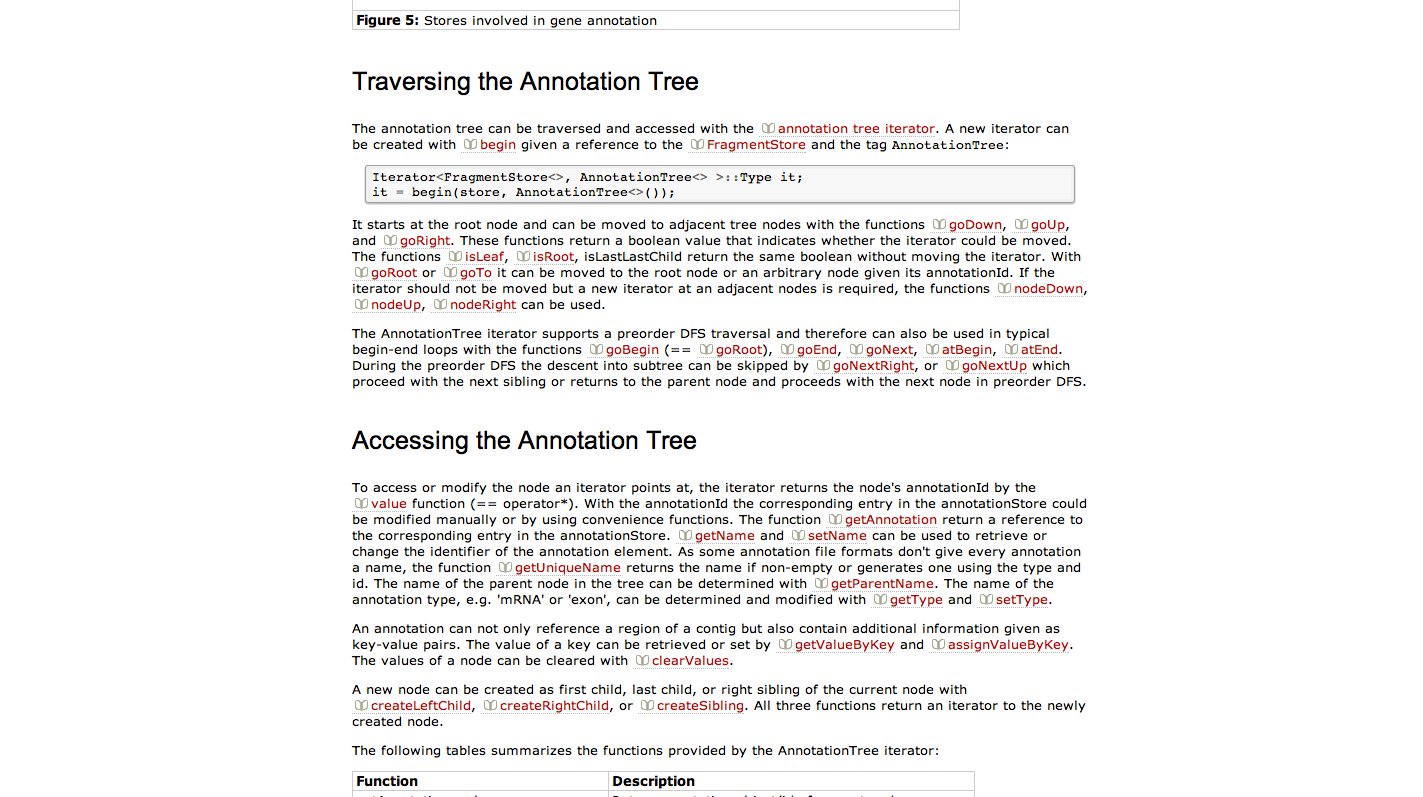 Figure 5: Stores involved in gene annotation
Traversing the Annotation Tree
The annotation tree can be traversed and accessed with the annotation tree iterator. A new iterator can
be created with begin given a reference to the FragmentStore and the tag AnnotationTree:
Iterator<FragmentStore<>, AnnotationTree<> >::Type it;
it = begin(store, AnnotationTree<>());
It starts at the root node and can be moved to adjacent tree nodes with the functions goDown, goUp,
and goRight. These functions return a boolean value that indicates whether the iterator could be moved.
The functions isLeaf, isRoot, isLastLastChild return the same boolean without moving the iterator. With
goRoot or goTo it can be moved to the root node or an arbitrary node given its annotationId. If the
iterator should not be moved but a new iterator at an adjacent nodes is required, the functions nodeDown,
nodeUp, nodeRight can be used.
The AnnotationTree iterator supports a preorder DFS traversal and therefore can also be used in typical
begin-end loops with the functions goBegin (== goRoot), goEnd, goNext, atBegin, atEnd.
During the preorder DFS the descent into subtree can be skipped by goNextRight, or goNextUp which
proceed with the next sibling or returns to the parent node and proceeds with the next node in preorder DFS.
Accessing the Annotation Tree
To access or modify the node an iterator points at, the iterator returns the node's annotationId by the
value function (== operator*). With the annotationId the corresponding entry in the annotationStore could
be modified manually or by using convenience functions. The function getAnnotation return a reference to
the corresponding entry in the annotationStore. getName and setName can be used to retrieve or
change the identifier of the annotation element. As some annotation file formats don't give every annotation
a name, the function getUniqueName returns the name if non-empty or generates one using the type and
id. The name of the parent node in the tree can be determined with getParentName. The name of the
annotation type, e.g. 'mRNA' or 'exon', can be determined and modified with getType and setType.
An annotation can not only reference a region of a contig but also contain additional information given as
key-value pairs. The value of a key can be retrieved or set by getValueByKey and assignValueByKey.
The values of a node can be cleared with clearValues.
A new node can be created as first child, last child, or right sibling of the current node with
createLeftChild, createRightChild, or createSibling. All three functions return an iterator to the newly
created node.
The following tables summarizes the functions provided by the AnnotationTree iterator:
Function Description